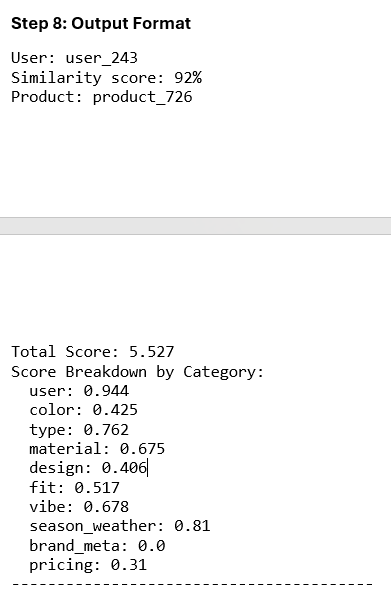 Step 8: Output Format
User: user_243
Similarity score: 92%
Product: product_726
Total Score: 5.527
Score Breakdown by Category:
user: 0.944
color: 0.425
type: 0.762
material: 0.675
design: 0.406
fit: 0.517
vibe: 0.678
season_weather: 0.81
brand_meta: 0.0
pricing: 0.31
----------------------------------------